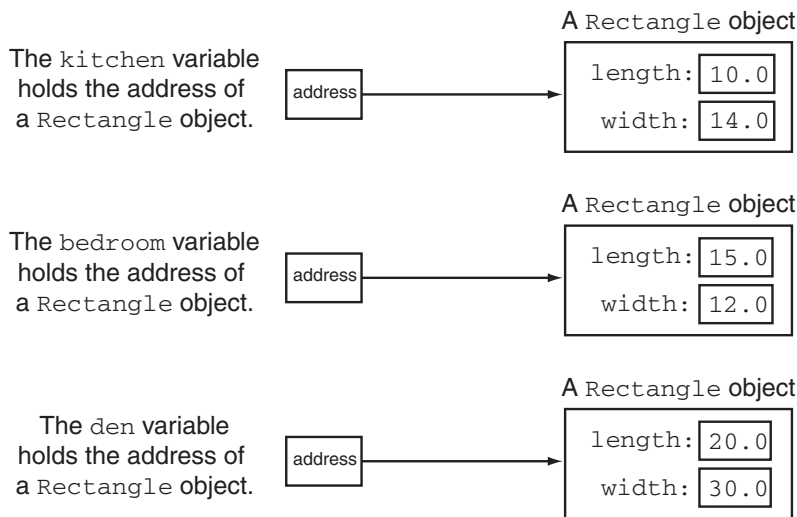 A Rectangle object
The kitchen variable
holds the address of
a Rectangle object.
address
length: 10.0
width: 14.0
A Rectangle object
The bedroom variable
holds the address of
a Rectangle object.
address
length: 15.0
width: 12.0
A Rectangle object
The den variable
holds the address of
a Rectangle object.
address
length: 20.0
width: 30.0